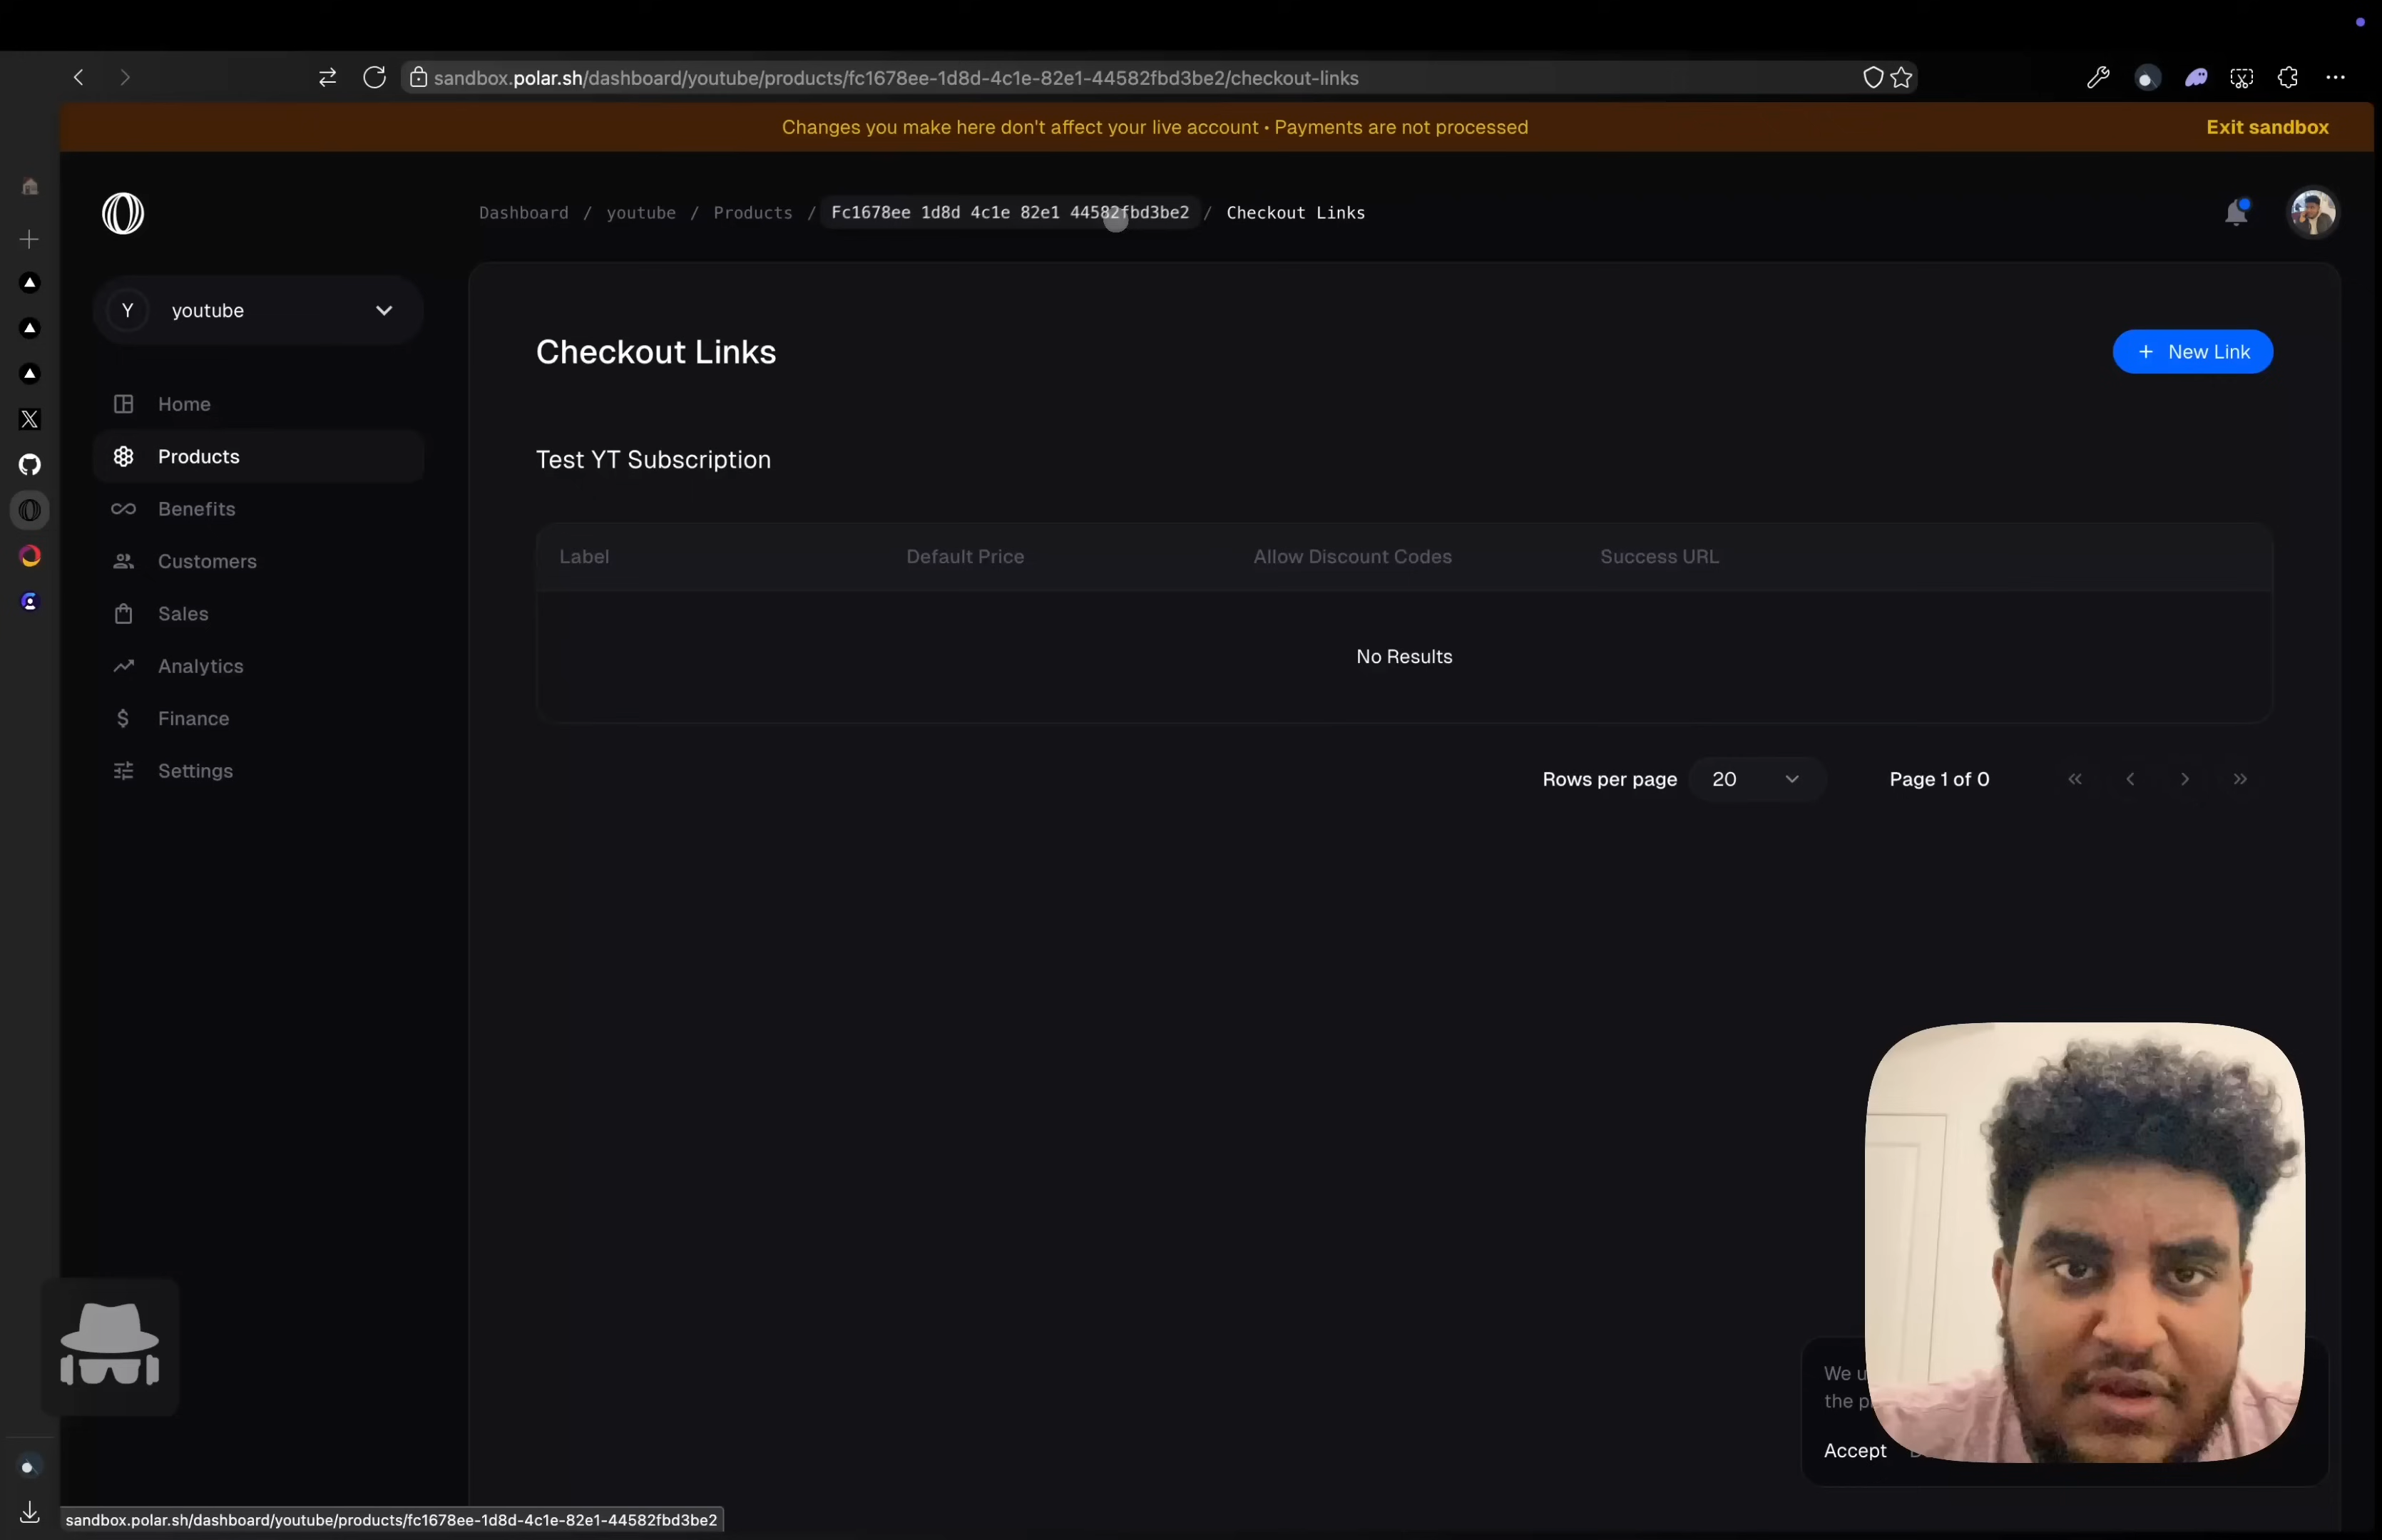 sandbox.polar.sh/dashboard/youtube/products/fc1678ee-1d8d-4c1e-82e1-44582fbd3be2/checkout-links
Changes you make here don't affect your live account • Payments are not processed
Exit sandbox
Dashboard / youtube / Products / Fc1678ee 1d8d 4c1e 82e1 44582fbd3be2 / Checkout Links
Y youtube
Home
Products
Benefits
Customers
Sales
Analytics
Finance
Settings
Checkout Links
+ New Link
Test YT Subscription
Label Default Price Allow Discount Codes Success URL
No Results
Rows per page 20 Page 1 of 0
We u
the p
Accept
sandbox.polar.sh/dashboard/youtube/products/fc1678ee-1d8d-4c1e-82e1-44582fbd3be2